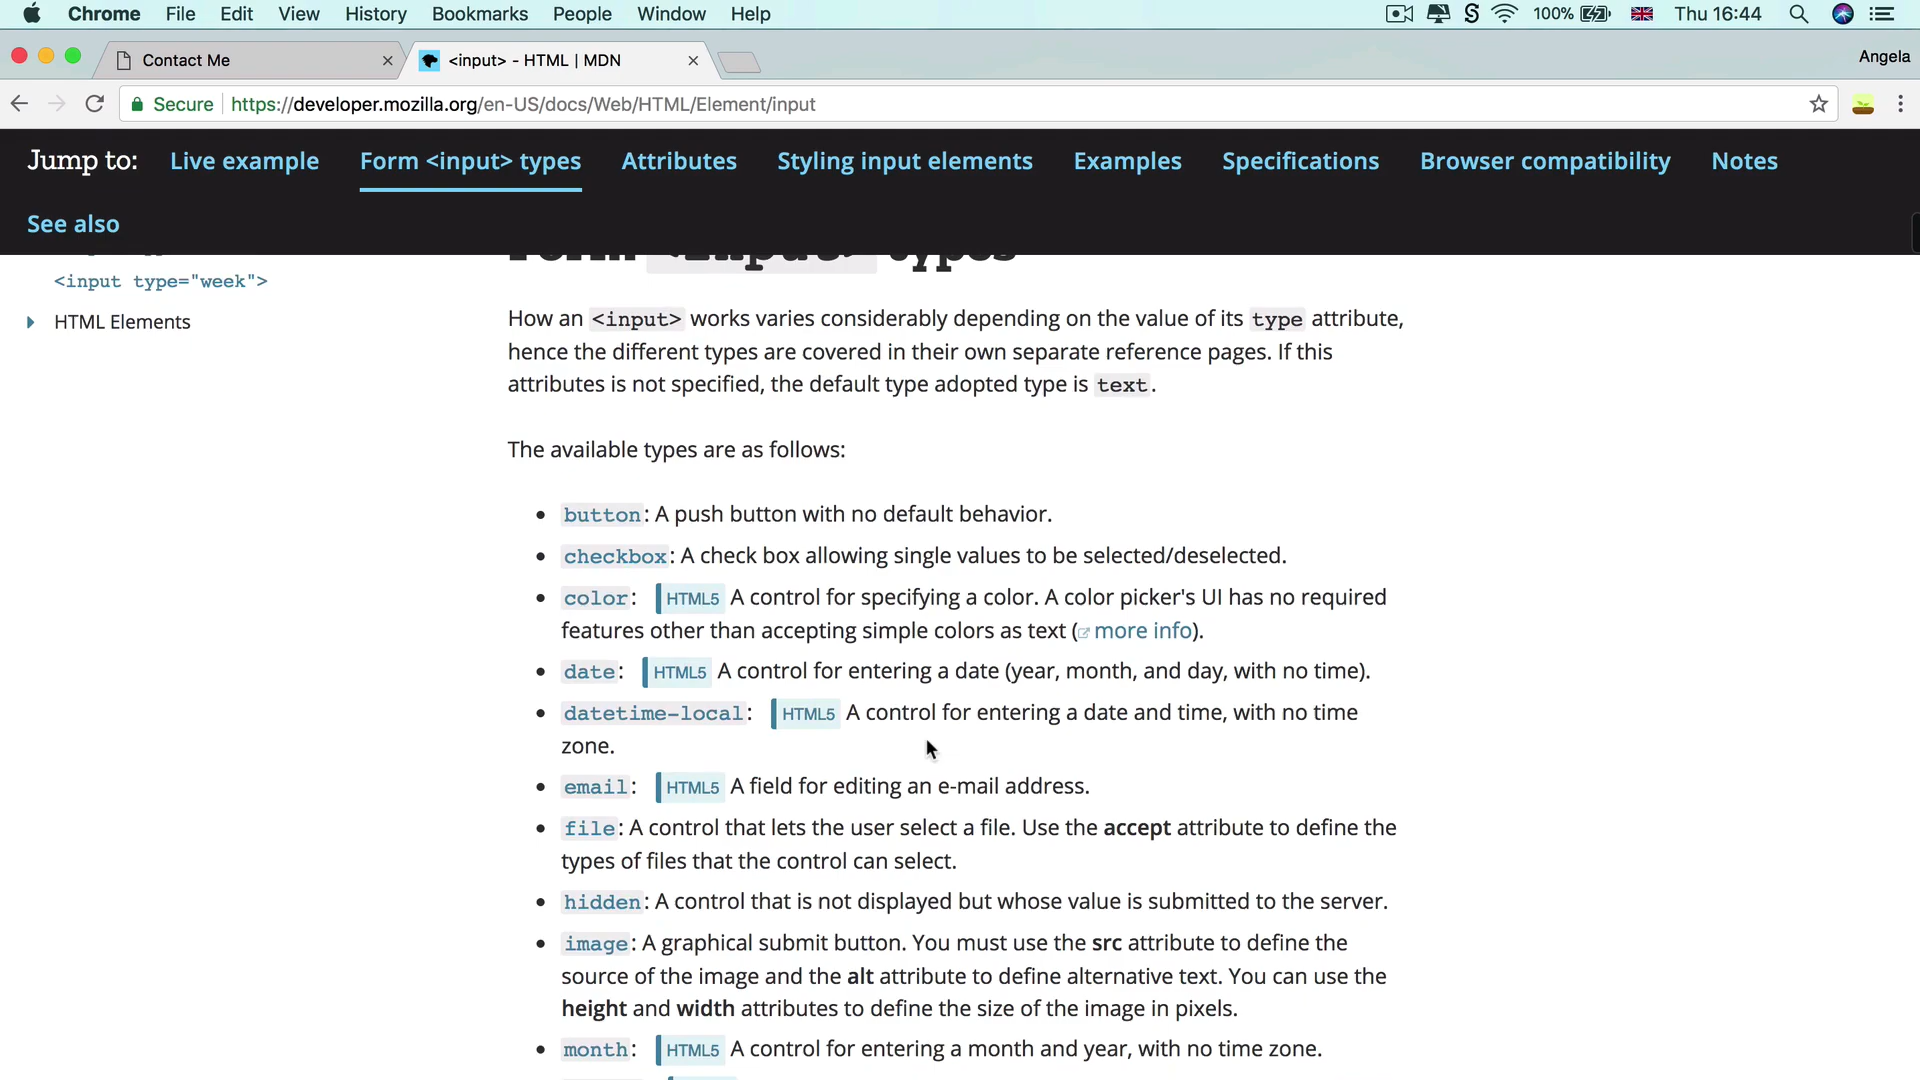 Chrome File Edit View History Bookmarks People Window Help 100% Thu 16:44
Contact Me <input> - HTML | MDN Angela
Secure https://developer.mozilla.org/en-US/docs/Web/HTML/Element/input
Jump to: Live example Form <input> types Attributes Styling input elements Examples Specifications Browser compatibility Notes
See also
Form <input> types
<input type="week">
HTML Elements
How an <input> works varies considerably depending on the value of its type attribute,
hence the different types are covered in their own separate reference pages. If this
attributes is not specified, the default type adopted type is text.
The available types are as follows:
button: A push button with no default behavior.
checkbox: A check box allowing single values to be selected/deselected.
color: HTML5 A control for specifying a color. A color picker's UI has no required
features other than accepting simple colors as text (more info).
date: HTML5 A control for entering a date (year, month, and day, with no time).
datetime-local: HTML5 A control for entering a date and time, with no time
zone.
email: HTML5 A field for editing an e-mail address.
file: A control that lets the user select a file. Use the accept attribute to define the
types of files that the control can select.
hidden: A control that is not displayed but whose value is submitted to the server.
image: A graphical submit button. You must use the src attribute to define the
source of the image and the alt attribute to define alternative text. You can use the
height and width attributes to define the size of the image in pixels.
month: HTML5 A control for entering a month and year, with no time zone.